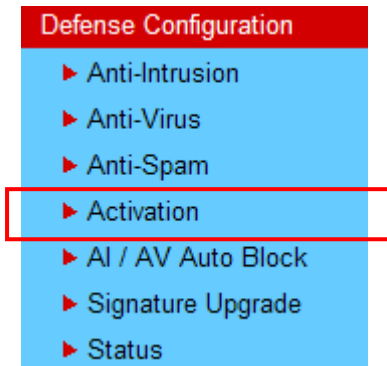 Defense Configuration
Anti-Intrusion
Anti-Virus
Anti-Spam
Activation
AI / AV Auto Block
Signature Upgrade
Status